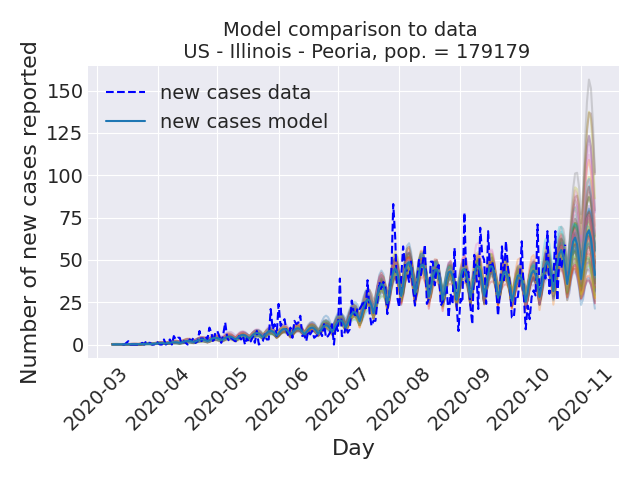 Model comparison to data
US - Illinois - Peoria, pop. = 179179
Number of new cases reported
150
125
100
75
50
25
0
new cases data
new cases model
2020-03
2020-04
2020-05
2020-06
2020-07
2020-08
2020-09
2020-10
2020-11
Day